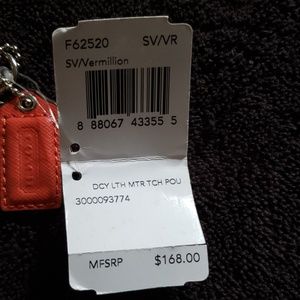 F62520 SV/VR
SV/Vermillion
8 88067 43355 5
DCY LTH MTR TCH POU
3000093774
MFSRP $168.00